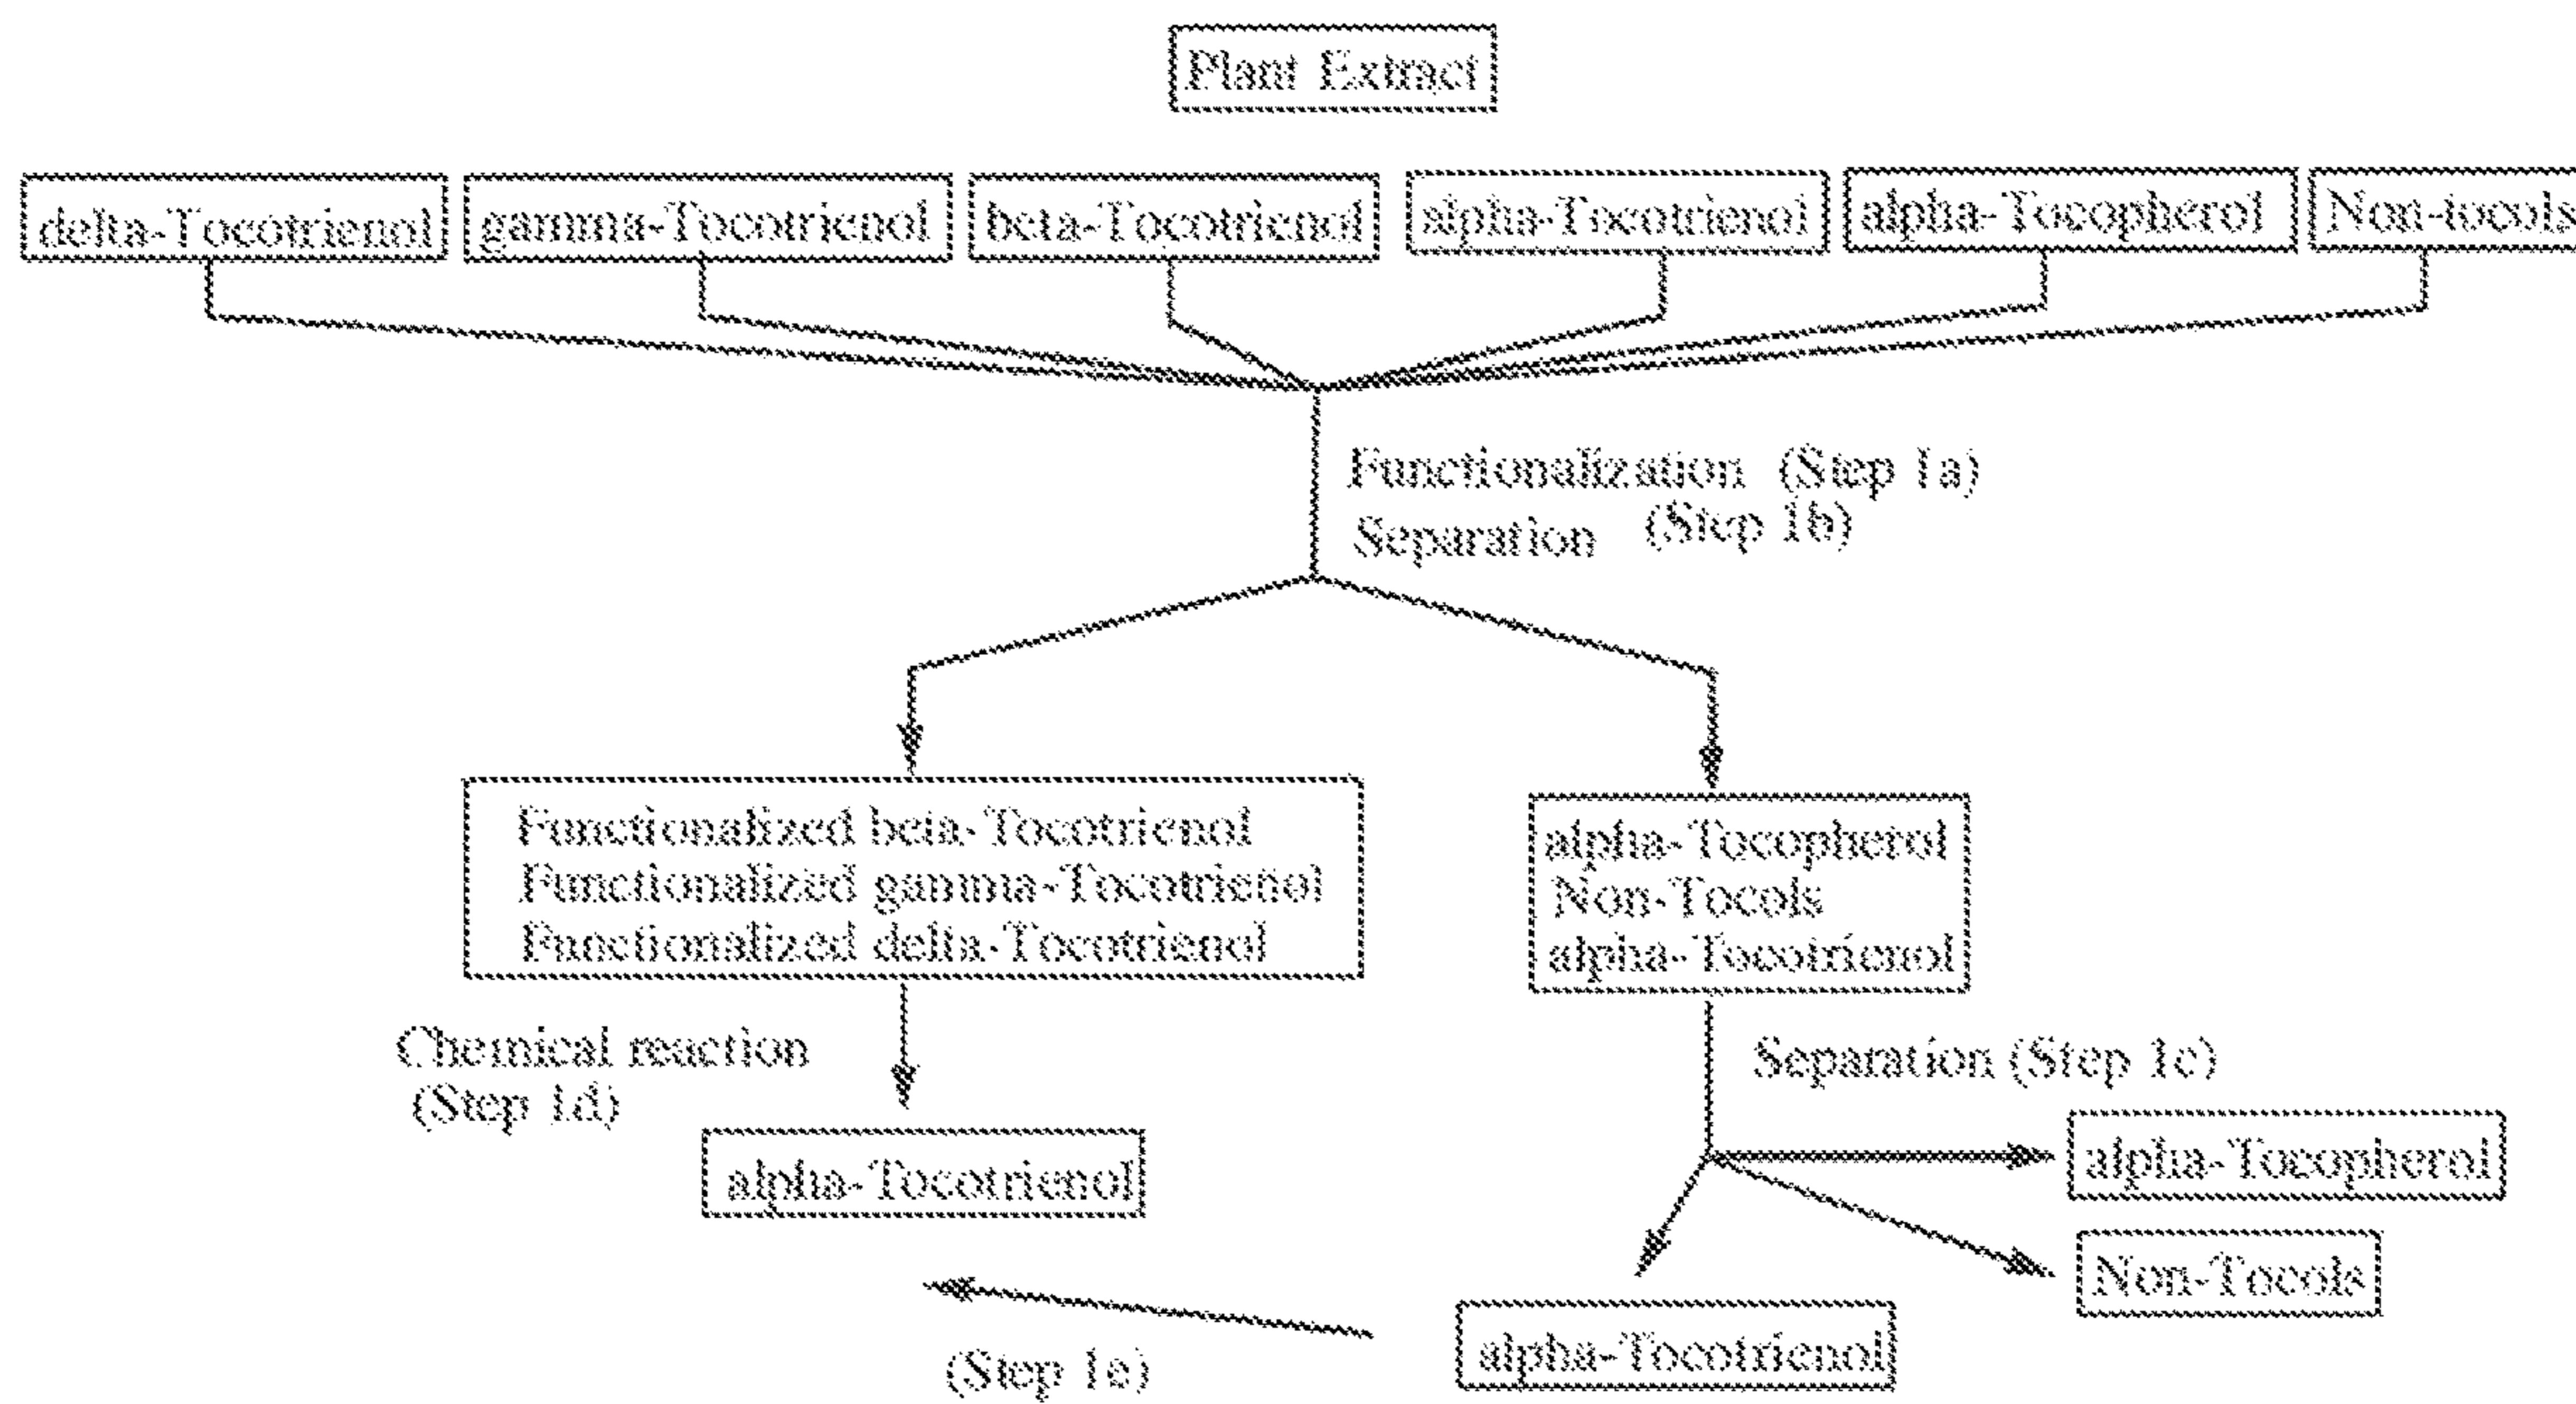 Plant Extract
delta-Tocotrienol
gamma-Tocotrienol
beta-Tocotrienol
alpha-Tocotrienol
alpha-Tocopherol
Non-tocols
Functionalization (Step 1a)
Separation (Step 1b)
Functionalized beta-Tocotrienol
Functionalized gamma-Tocotrienol
Functionalized delta-Tocotrienol
alpha-Tocopherol
Non-Tocols
alpha-Tocotrienol
Chemical reaction
(Step 1d)
Separation (Step 1c)
alpha-Tocotrienol
alpha-Tocopherol
Non-Tocols
alpha-Tocotrienol
(Step 1e)